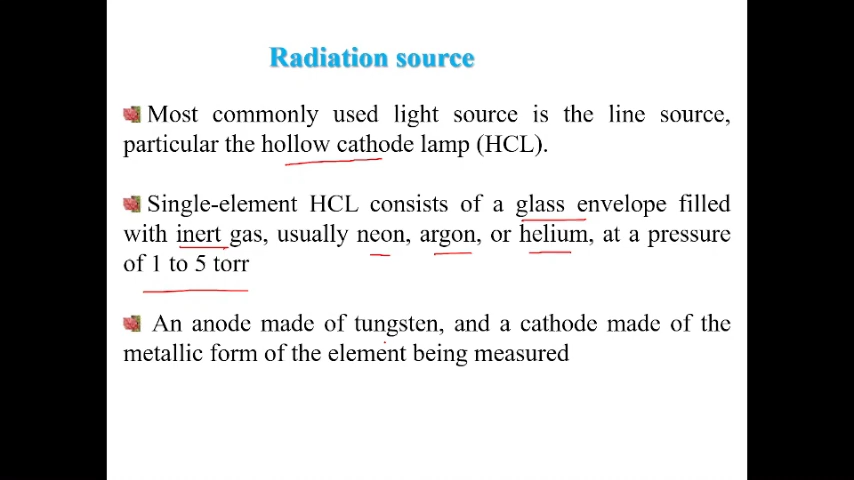 Radiation source
Most commonly used light source is the line source,
particular the hollow cathode lamp (HCL).
Single-element HCL consists of a glass envelope filled
with inert gas, usually neon, argon, or helium, at a pressure
of 1 to 5 torr
An anode made of tungsten, and a cathode made of the
metallic form of the element being measured